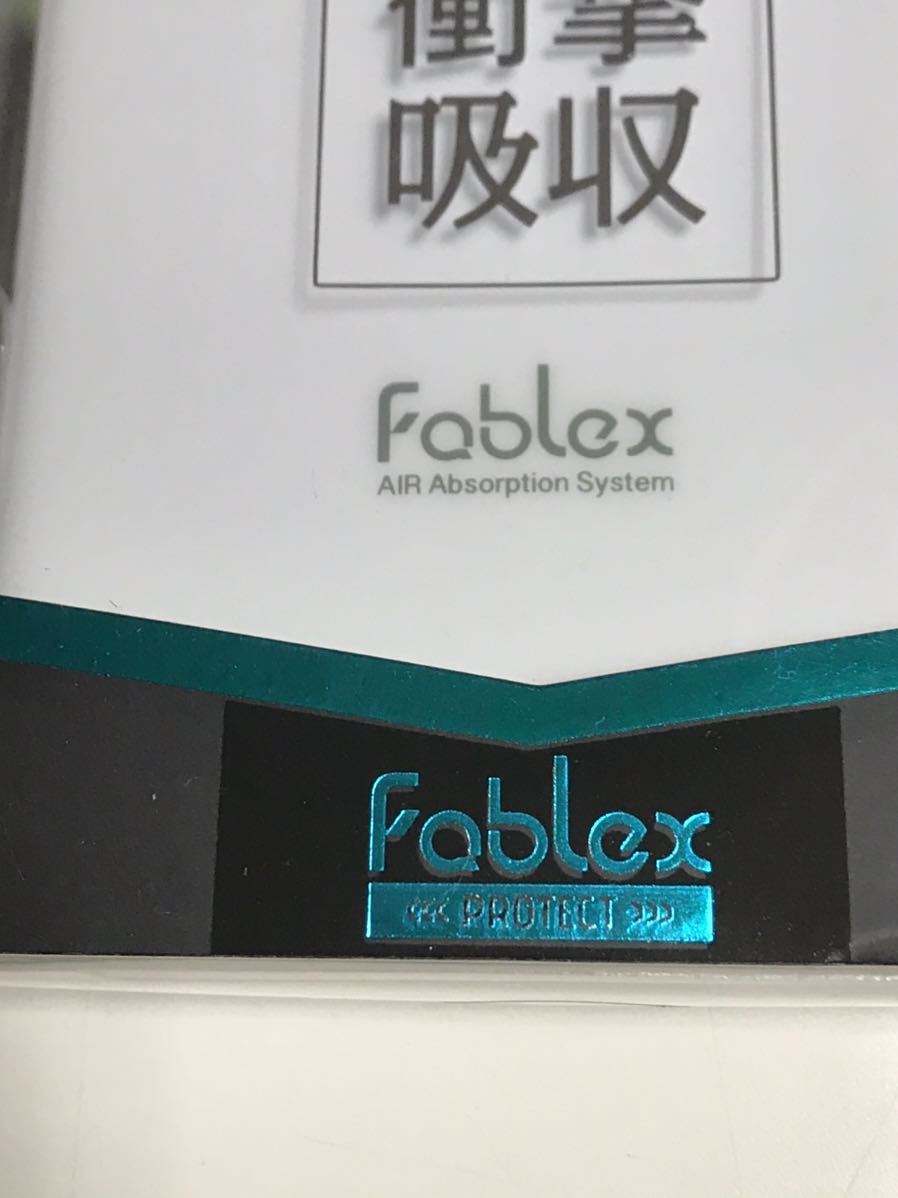 衝撃
吸収
Fablex
AIR Absorption System
Fablex
<<< PROTECT >>>